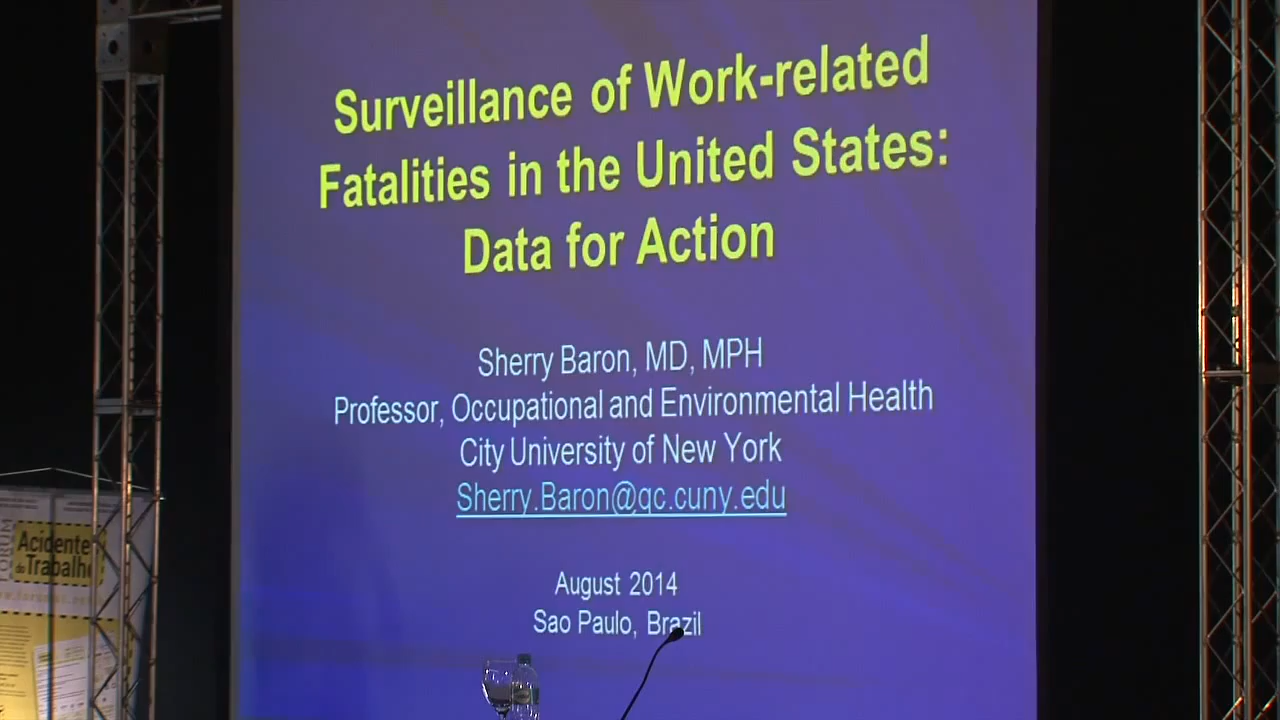 Surveillance of Work-related
Fatalities in the United States:
Data for Action
Sherry Baron, MD, MPH
Professor, Occupational and Environmental Health
City University of New York
Sherry.Baron@qc.cuny.edu
August 2014
Sao Paulo, Brazil
FORUM
Acidente
do Trabalho